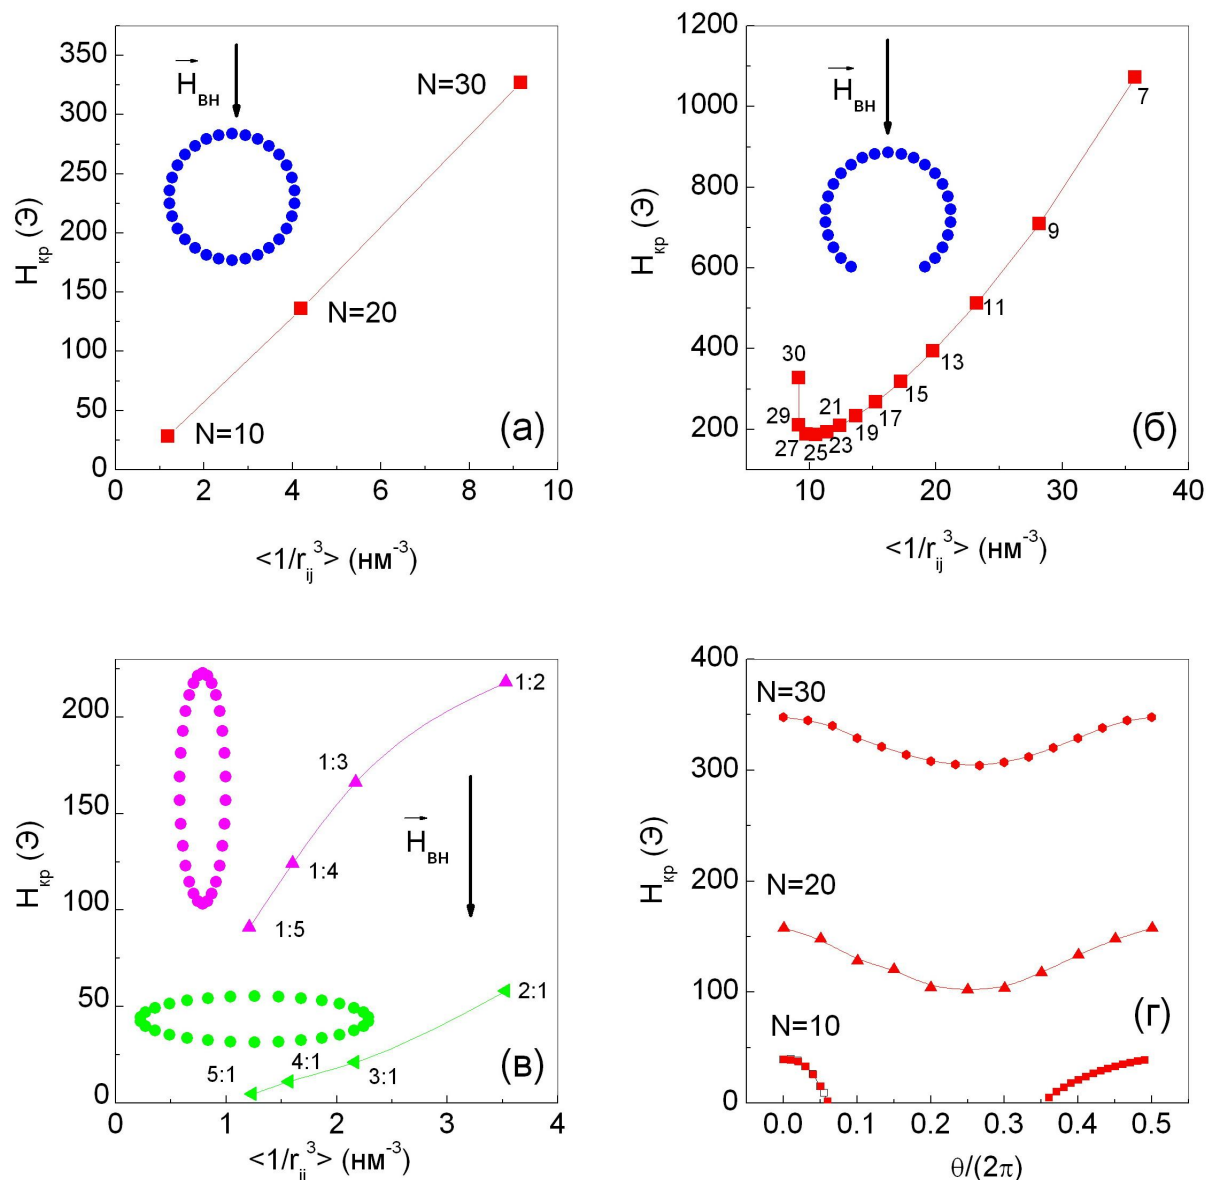 350
300
250
200
150
100
50
0
H_кр (Э)
H_ВН
N=30
N=20
N=10
(а)
0 2 4 6 8 10
<1/r_ij^3> (нм^-3)
1200
1000
800
600
400
200
H_кр (Э)
H_ВН
7
9
11
13
15
17
19
21
23
25
27
29
30
(б)
10 20 30 40
<1/r_ij^3> (нм^-3)
200
150
100
50
0
H_кр (Э)
1:2
1:3
1:4
1:5
H_ВН
2:1
3:1
4:1
5:1
(в)
0 1 2 3 4
<1/r_ij^3> (нм^-3)
400
300
200
100
0
H_кр (Э)
N=30
N=20
N=10
(г)
0.0 0.1 0.2 0.3 0.4 0.5
θ/(2π)